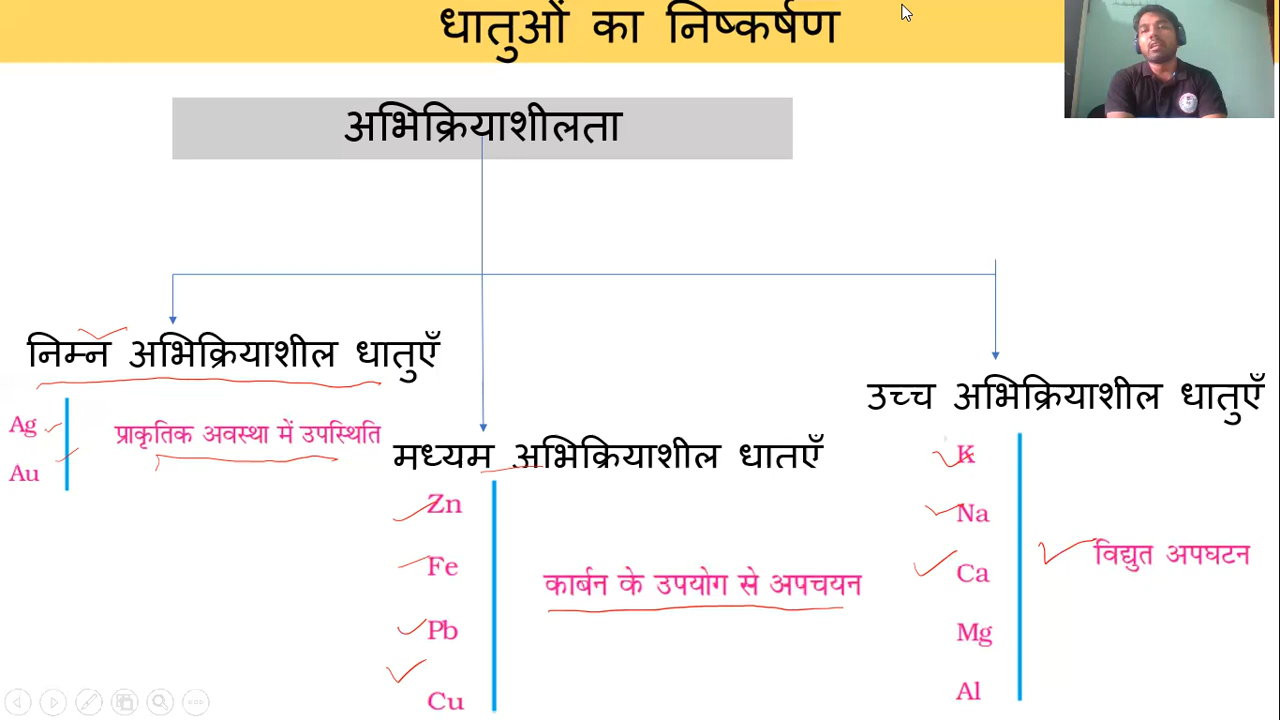 धातुओं का निष्कर्षण
अभिक्रियाशीलता
निम्न अभिक्रियाशील धातुएँ
Ag
Au
प्राकृतिक अवस्था में उपस्थिति
मध्यम अभिक्रियाशील धातुएँ
Zn
Fe
Pb
Cu
कार्बन के उपयोग से अपचयन
उच्च अभिक्रियाशील धातुएँ
K
Na
Ca
Mg
Al
विद्युत अपघटन